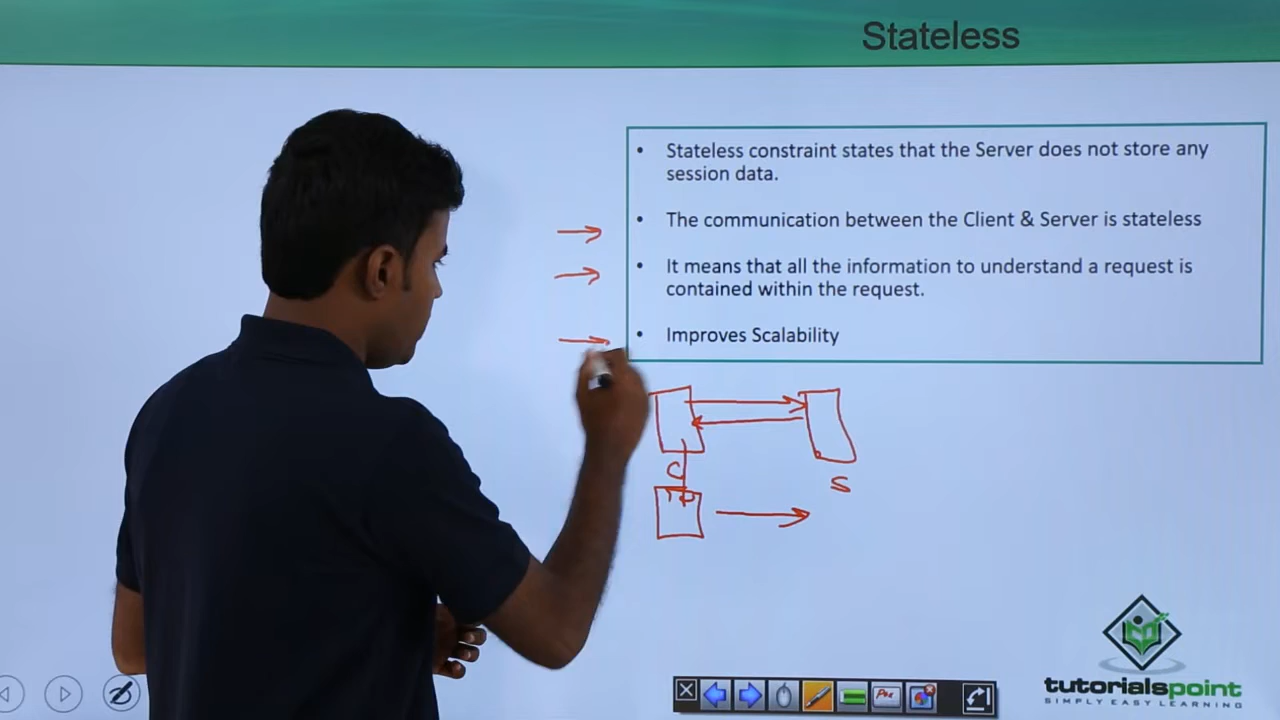 Stateless
• Stateless constraint states that the Server does not store any
session data.
• The communication between the Client & Server is stateless
• It means that all the information to understand a request is
contained within the request.
• Improves Scalability
C
S
tutorialspoint
SIMPLY EASY LEARNING